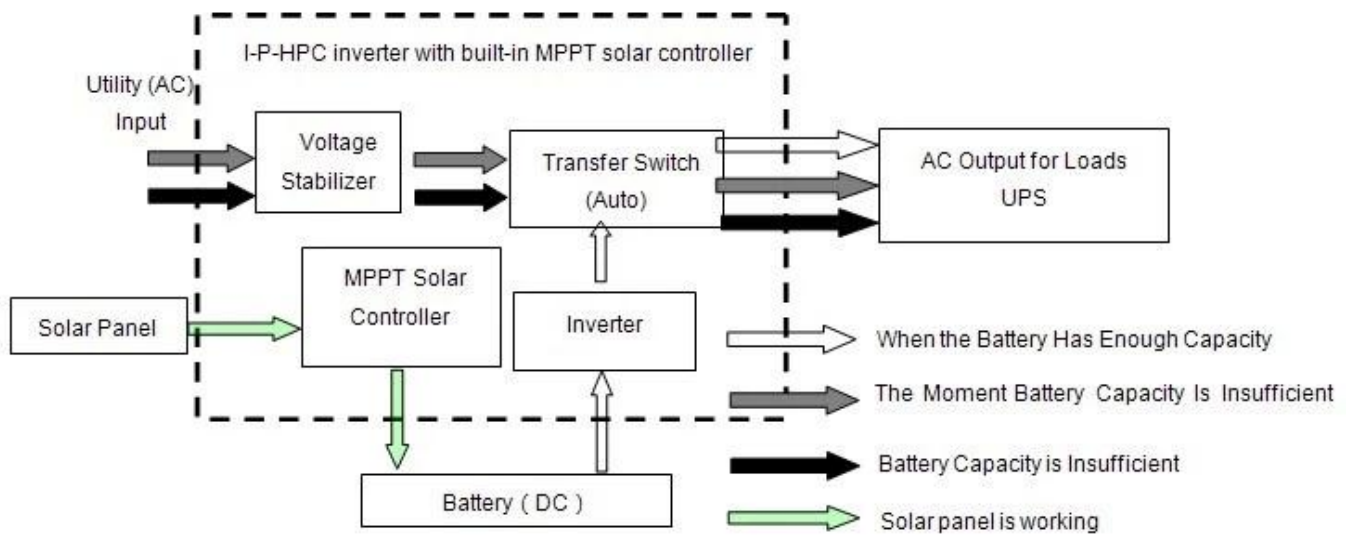 I-P-HPC inverter with built-in MPPT solar controller
Utility (AC)
Input
Voltage
Stabilizer
Transfer Switch
(Auto)
AC Output for Loads
UPS
MPPT Solar
Controller
Solar Panel
Inverter
When the Battery Has Enough Capacity
The Moment Battery Capacity Is Insufficient
Battery Capacity is Insufficient
Battery ( DC )
Solar panel is working